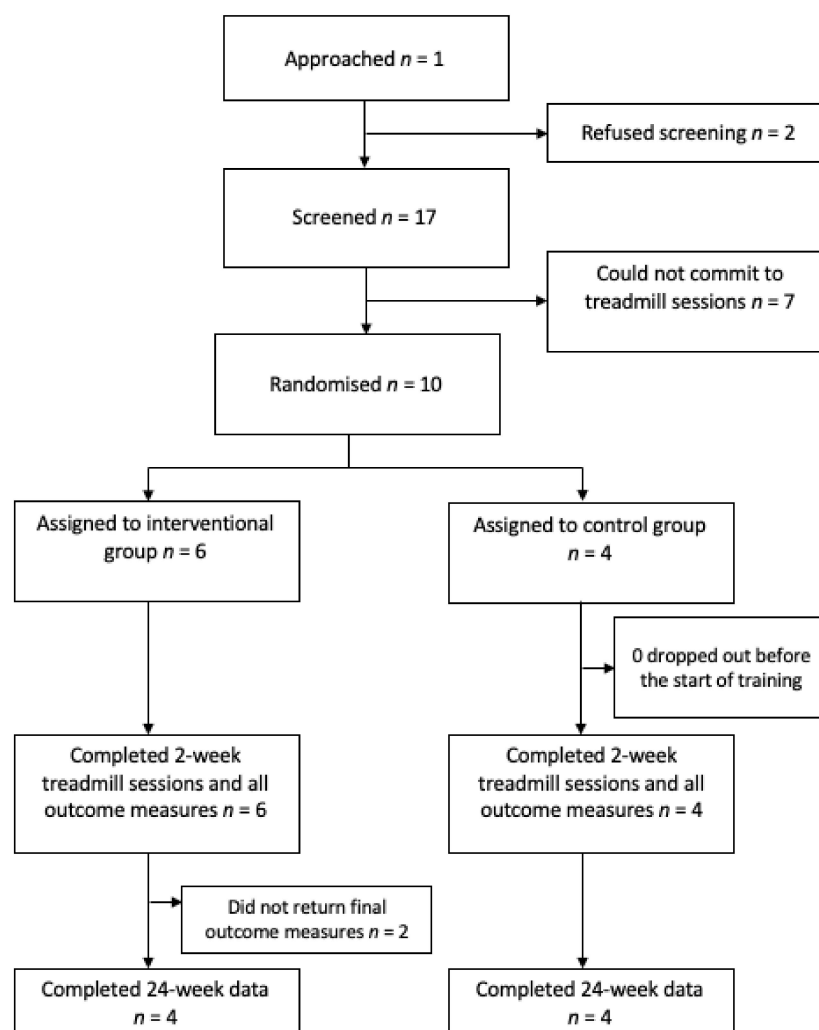 Approached n = 1
Refused screening n = 2
Screened n = 17
Could not commit to
treadmill sessions n = 7
Randomised n = 10
Assigned to interventional
group n = 6
Assigned to control group
n = 4
0 dropped out before
the start of training
Completed 2-week
treadmill sessions and all
outcome measures n = 6
Completed 2-week
treadmill sessions and all
outcome measures n = 4
Did not return final
outcome measures n = 2
Completed 24-week data
n = 4
Completed 24-week data
n = 4